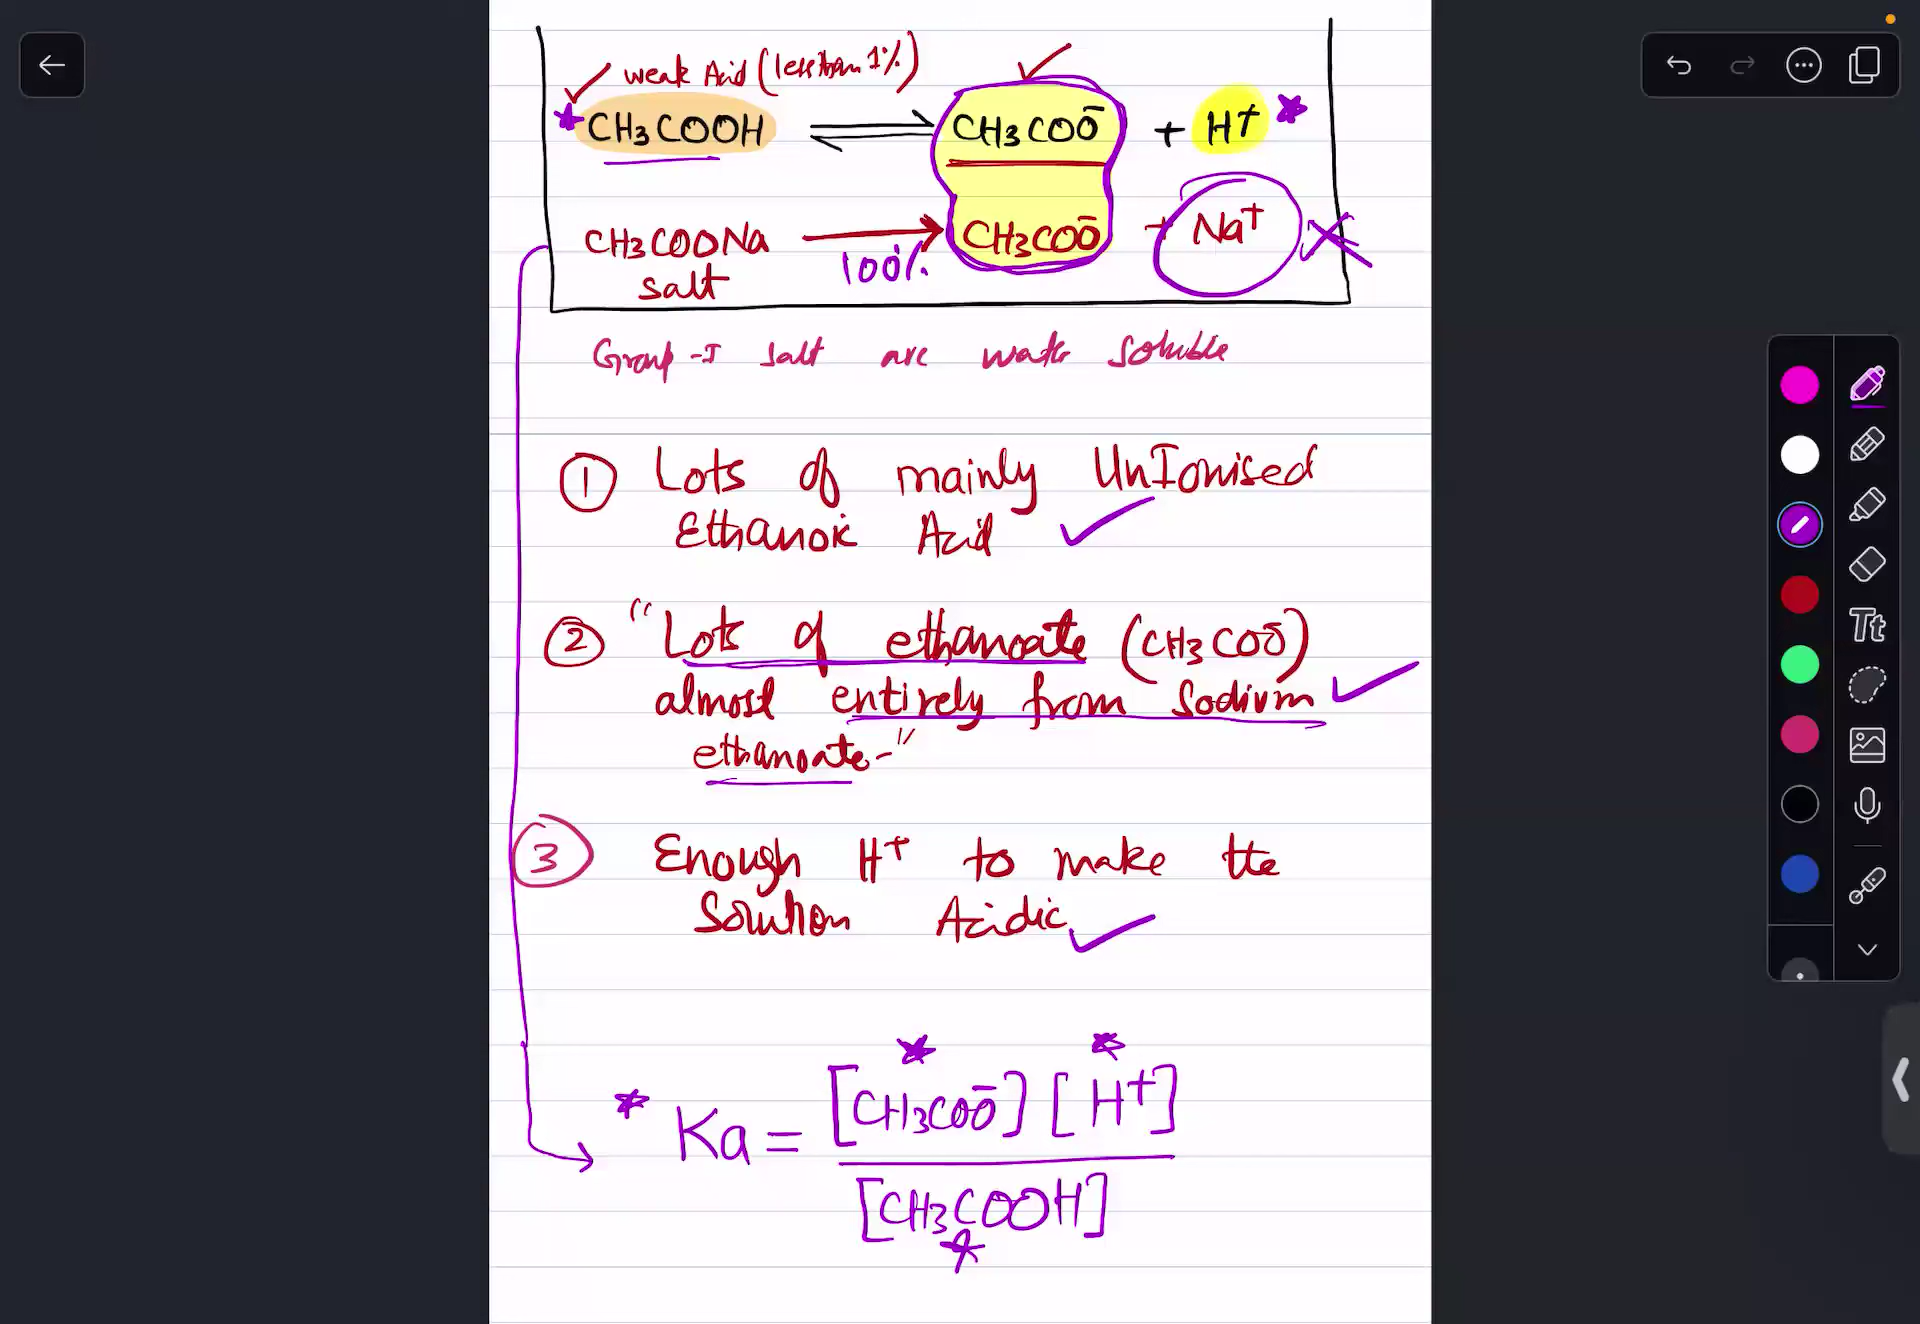 weak Acid (less than 1%)
CH3COOH ⇌ CH3COO⁻ + H+
CH3COONa → CH3COO⁻ + Na+
salt 100%
Group-I salt are water soluble
① Lots of mainly UnIonised
Ethanoic Acid
② "Lots of ethanoate (CH3COO⁻)
almost entirely from Sodium
ethanoate-"
③ Enough H+ to make the
Solution Acidic
* Ka = [CH3COO⁻] [H+]
[CH3COOH]
Tt